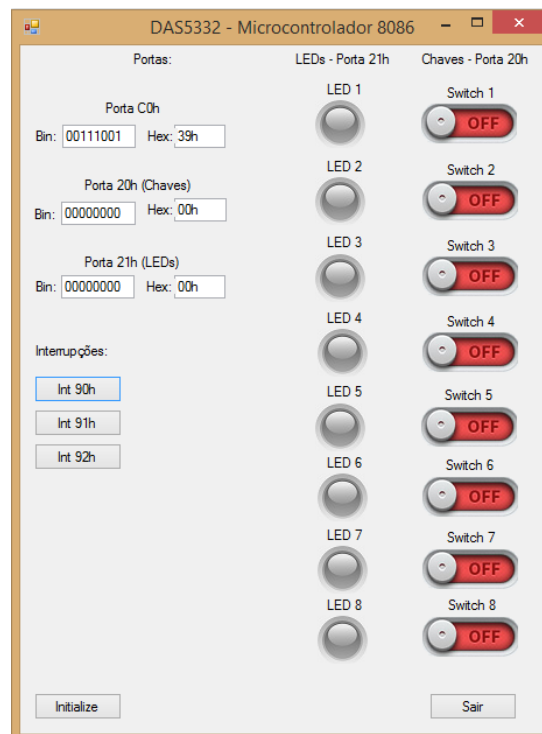 DAS5332 - Microcontrolador 8086
Portas:
LEDs - Porta 21h
Chaves - Porta 20h
Porta C0h
Bin: 00111001 Hex: 39h
Porta 20h (Chaves)
Bin: 00000000 Hex: 00h
Porta 21h (LEDs)
Bin: 00000000 Hex: 00h
Interrupções:
Int 90h
Int 91h
Int 92h
LED 1
Switch 1
OFF
LED 2
Switch 2
OFF
LED 3
Switch 3
OFF
LED 4
Switch 4
OFF
LED 5
Switch 5
OFF
LED 6
Switch 6
OFF
LED 7
Switch 7
OFF
LED 8
Switch 8
OFF
Initialize
Sair